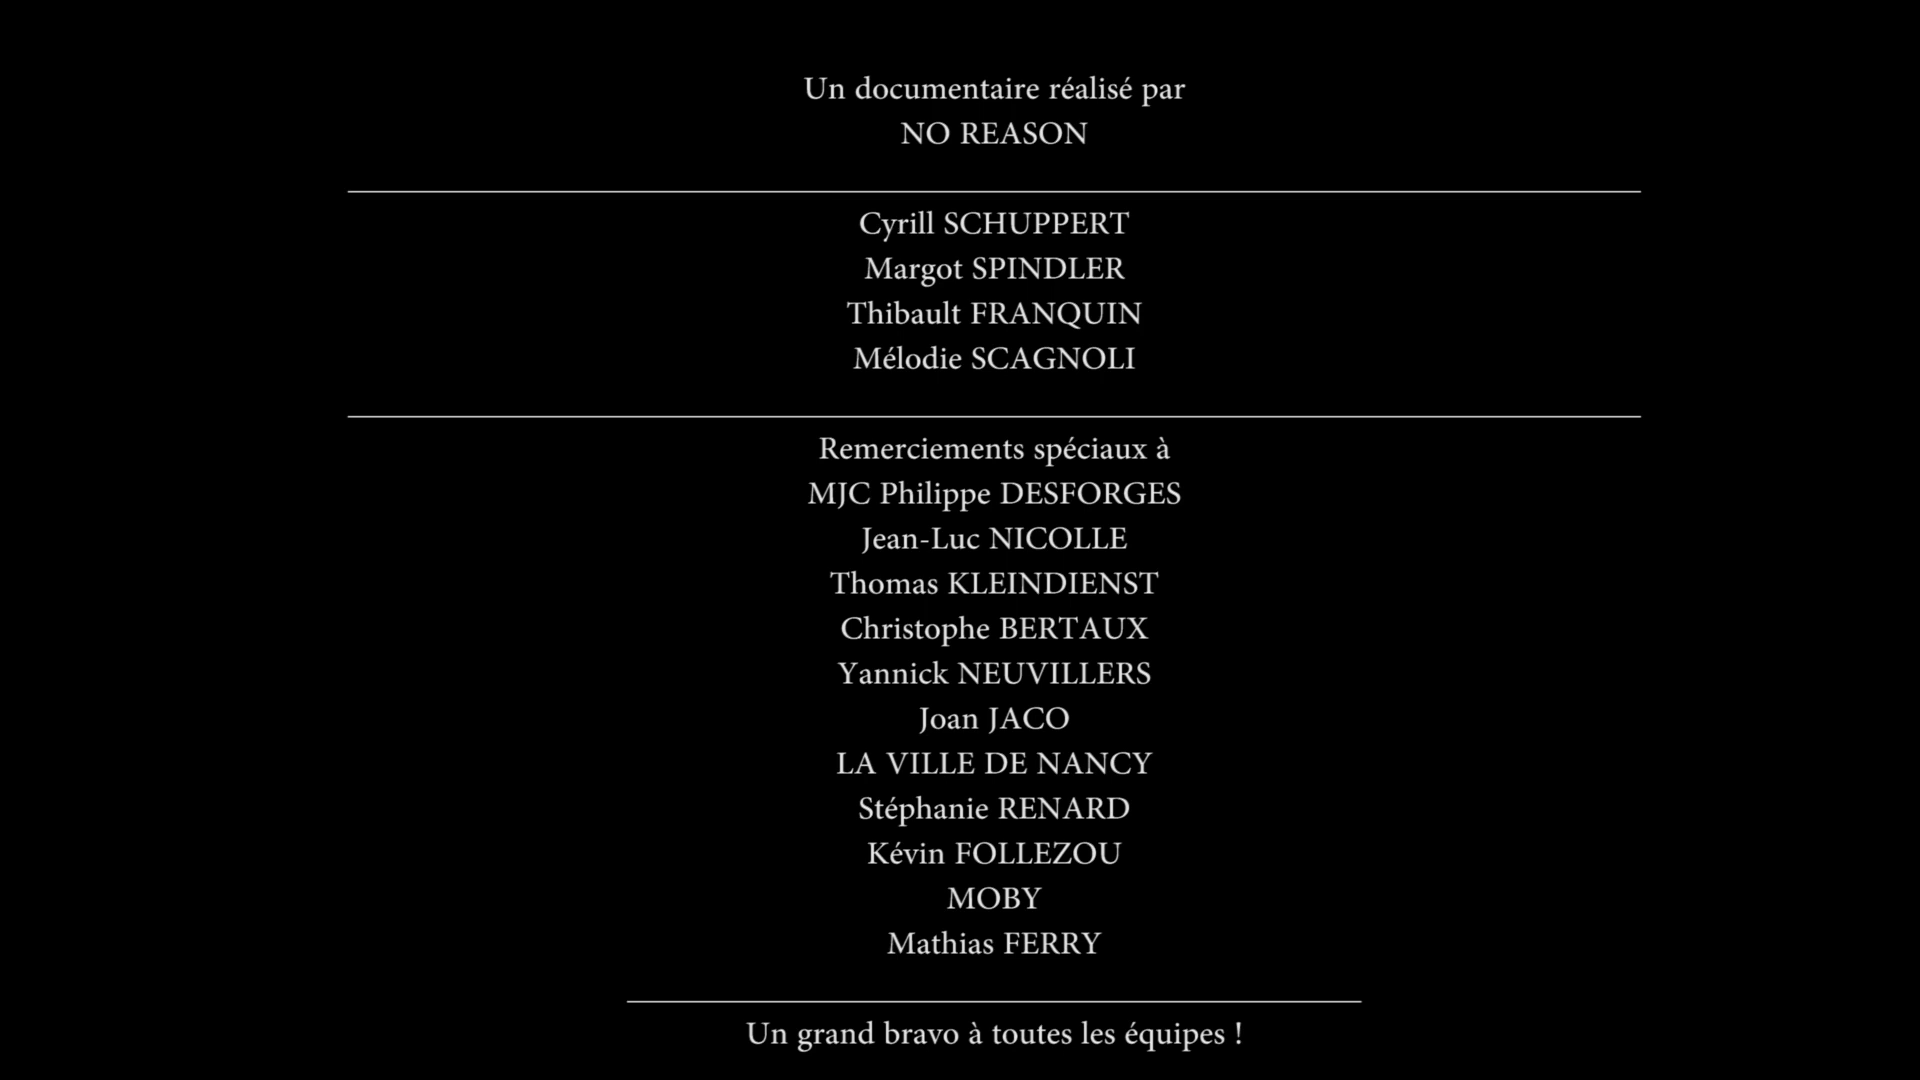 Un documentaire réalisé par
NO REASON
Cyrill SCHUPPERT
Margot SPINDLER
Thibault FRANQUIN
Mélodie SCAGNOLI
Remerciements spéciaux à
MJC Philippe DESFORGES
Jean-Luc NICOLLE
Thomas KLEINDIENST
Christophe BERTAUX
Yannick NEUVILLERS
Joan JACO
LA VILLE DE NANCY
Stéphanie RENARD
Kévin FOLLEZOU
MOBY
Mathias FERRY
Un grand bravo à toutes les équipes !